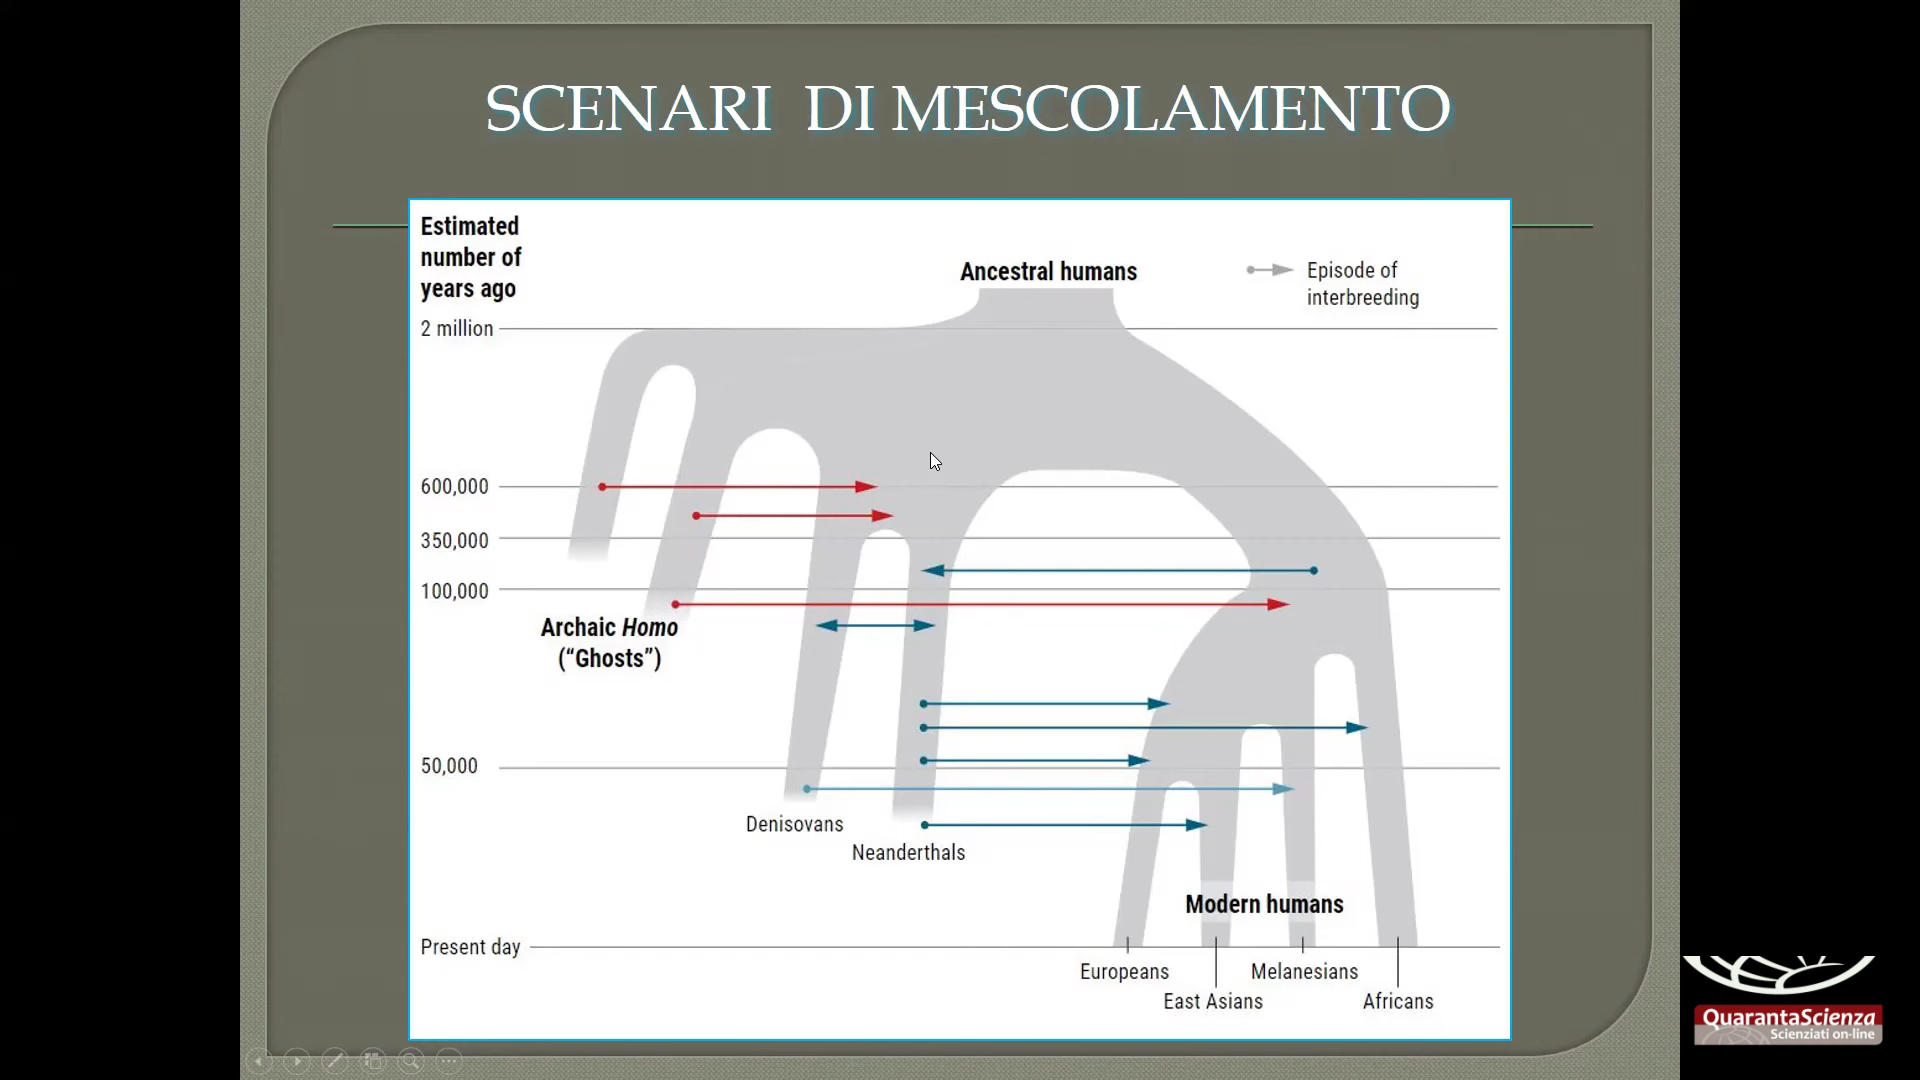 SCENARI DI MESCOLAMENTO
Estimated
number of
years ago
Ancestral humans
Episode of
interbreeding
2 million
600,000
350,000
100,000
Archaic Homo
(“Ghosts”)
50,000
Denisovans
Neanderthals
Modern humans
Present day
Europeans
Melanesians
East Asians
Africans
QuarantaScienza
Scienziati on-line